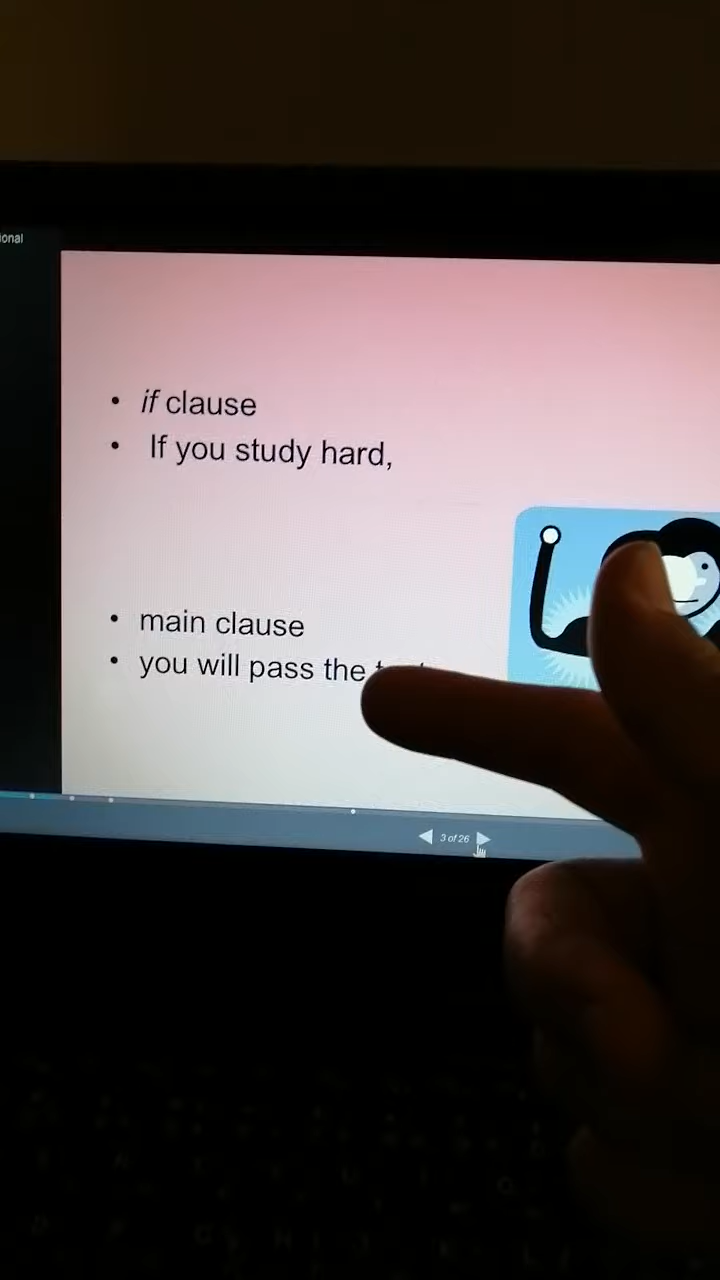 ional
• if clause
• If you study hard,
• main clause
• you will pass the
3 of 26